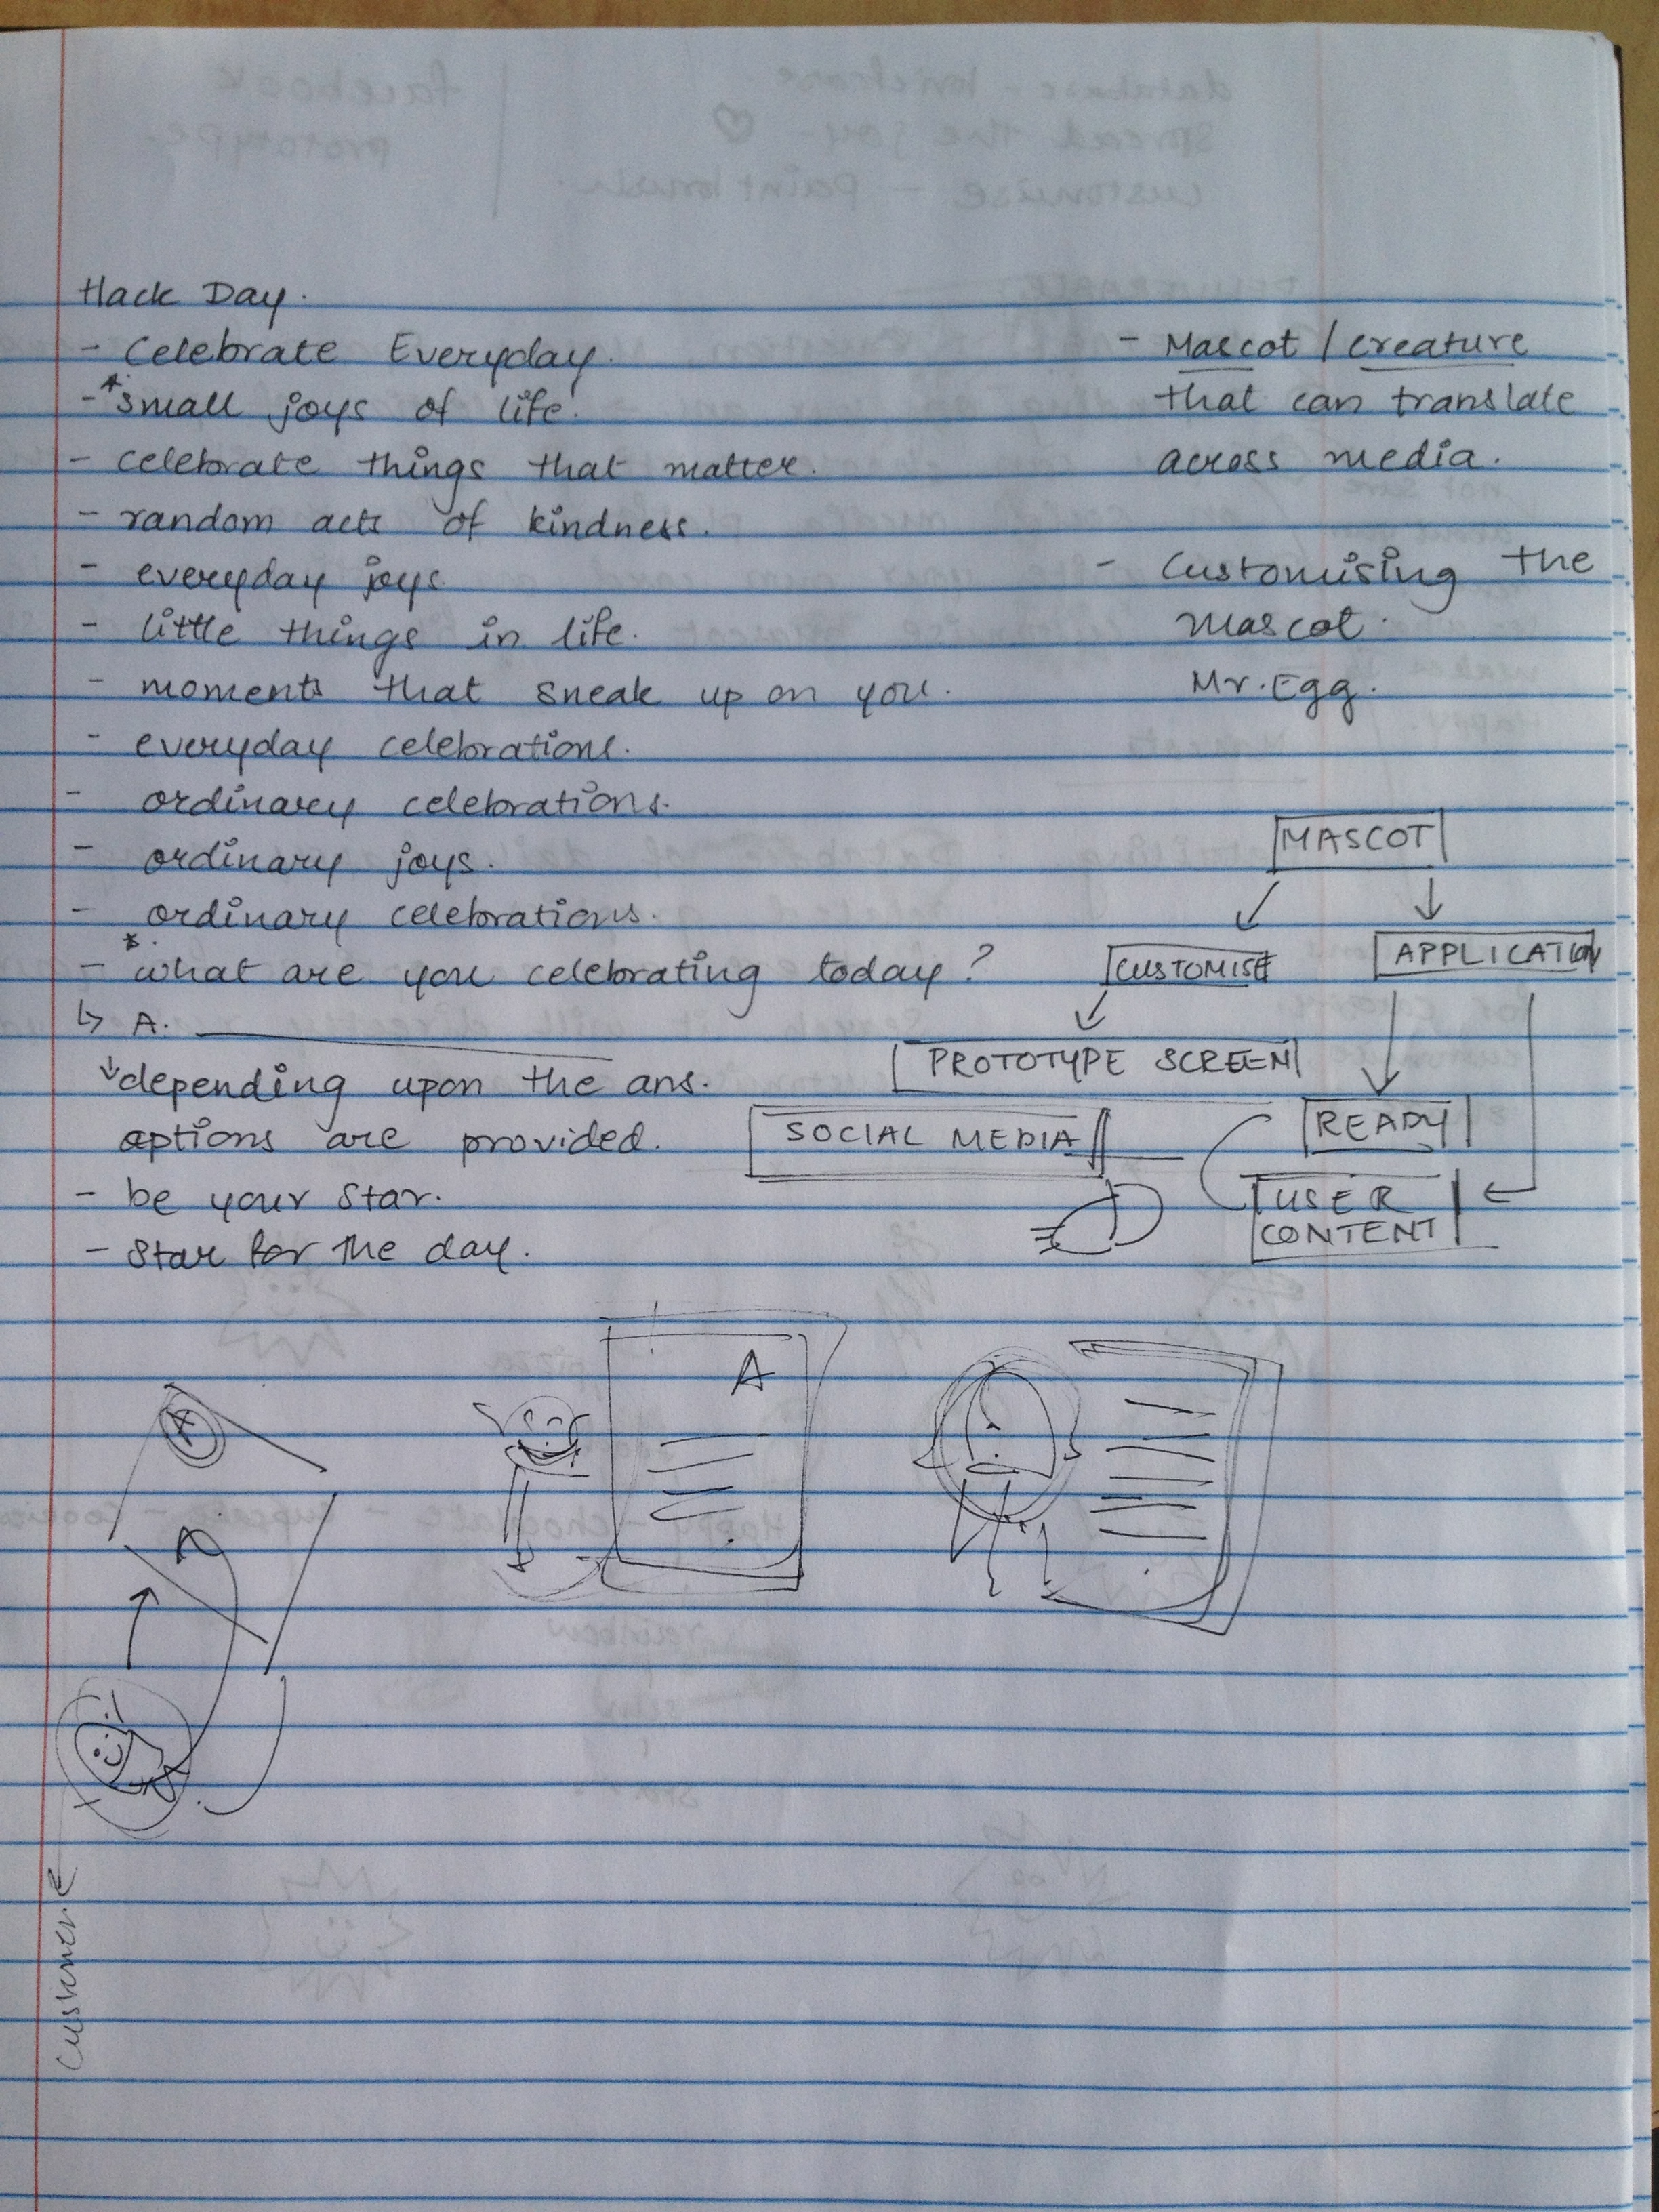 Hack Day.
- Celebrate Everyday.
- *small joys of life!
- celebrate things that matter.
- random acts of kindness.
- everyday joys
- little things in life.
- moments that sneak up on you.
- everyday celebrations.
- ordinary celebrations.
- ordinary joys.
- ordinary celebrations.
- *what are you celebrating today?
↳ A. ___________
↓depending upon the ans.
options are provided.
- be your star.
- Star for the day.
- Mascot / creature
that can translate
across media.
- Customising the
Mascot.
Mr. Egg.
MASCOT
CUSTOMISE
APPLICATION
PROTOTYPE SCREEN
SOCIAL MEDIA
READY
USER
CONTENT
A
A